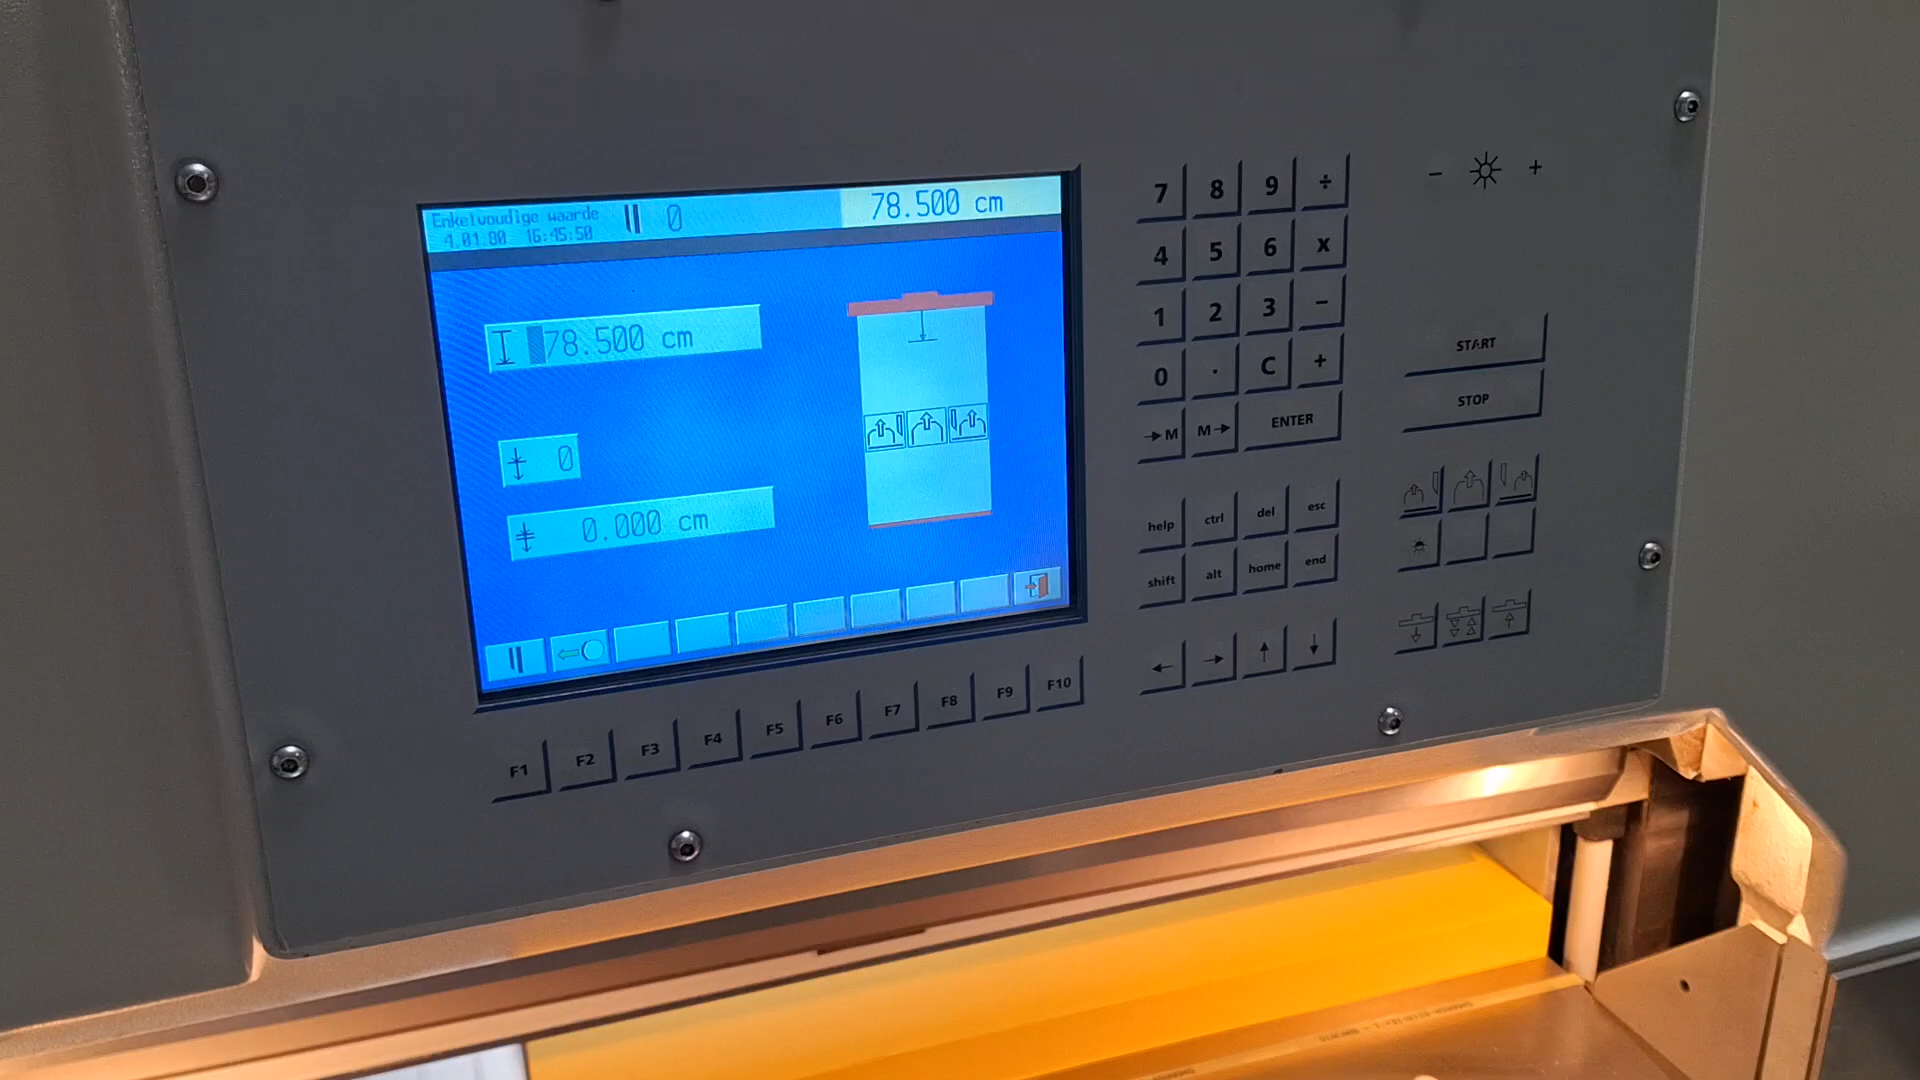 Enkelvoudige waarde
4.01.80 16:45:50
0
78.500 cm
78.500 cm
0
0.000 cm
F1 F2 F3 F4 F5 F6 F7 F8 F9 F10
7 8 9 ÷
4 5 6 x
1 2 3 −
0 . C +
→M M→ ENTER
help ctrl del esc
shift alt home end
← → ↑ ↓
− +
START
STOP